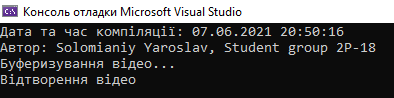 Консоль отладки Microsoft Visual Studio
Дата та час компіляції: 07.06.2021 20:50:16
Автор: Solomianiy Yaroslav, Student group 2P-18
Буферизування відео...
Відтворення відео